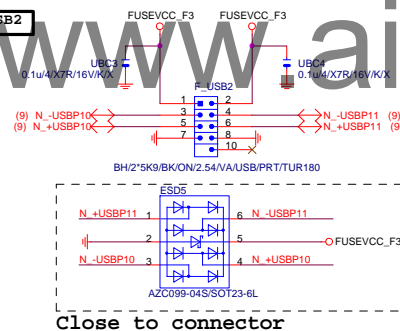 SB2
FUSEVCC_F3 FUSEVCC_F3
www.ai
UBC3 UBC4
0.1u/4/X7R/16V/K/X 0.1u/4/X7R/16V/K/X
F_USB2
1 2
(9) N_-USBP10 3 4 N_-USBP11 (9)
(9) N_+USBP10 5 6 N_+USBP11 (9)
7 8
10
BH/2*5K9/BK/ON/2.54/VA/USB/PRT/TUR180
ESD5
N_+USBP11 1 6 N_-USBP11
2 5 FUSEVCC_F3
N_-USBP10 3 4 N_+USBP10
AZC099-04S/SOT23-6L
Close to connector